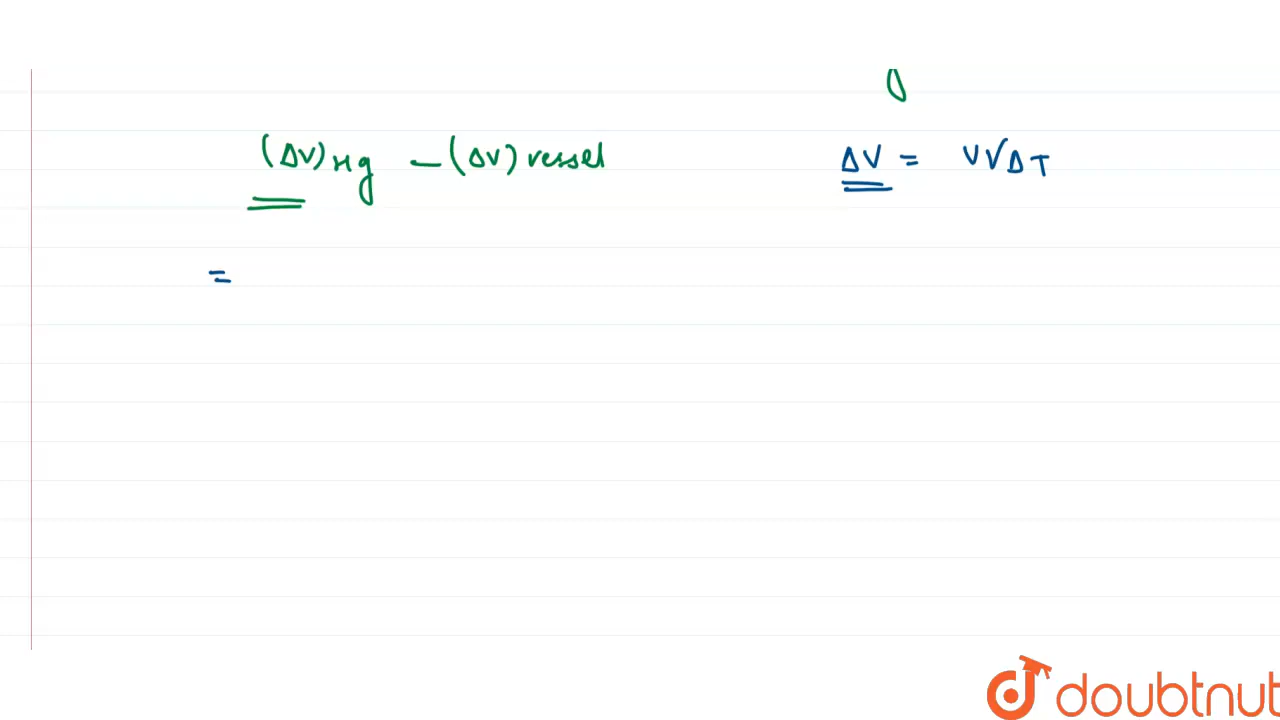 (ΔV)Hg – (ΔV) vessel ΔV = VγΔT
=
doubtnut